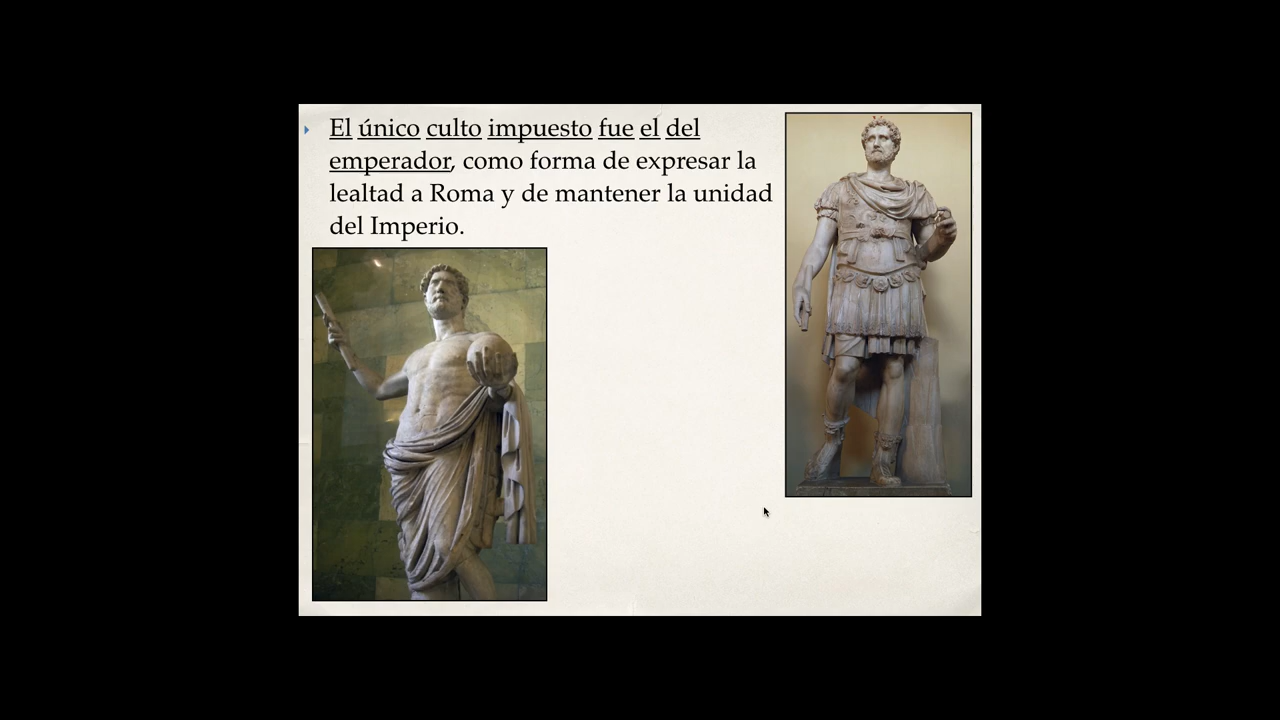 El único culto impuesto fue el del
emperador, como forma de expresar la
lealtad a Roma y de mantener la unidad
del Imperio.